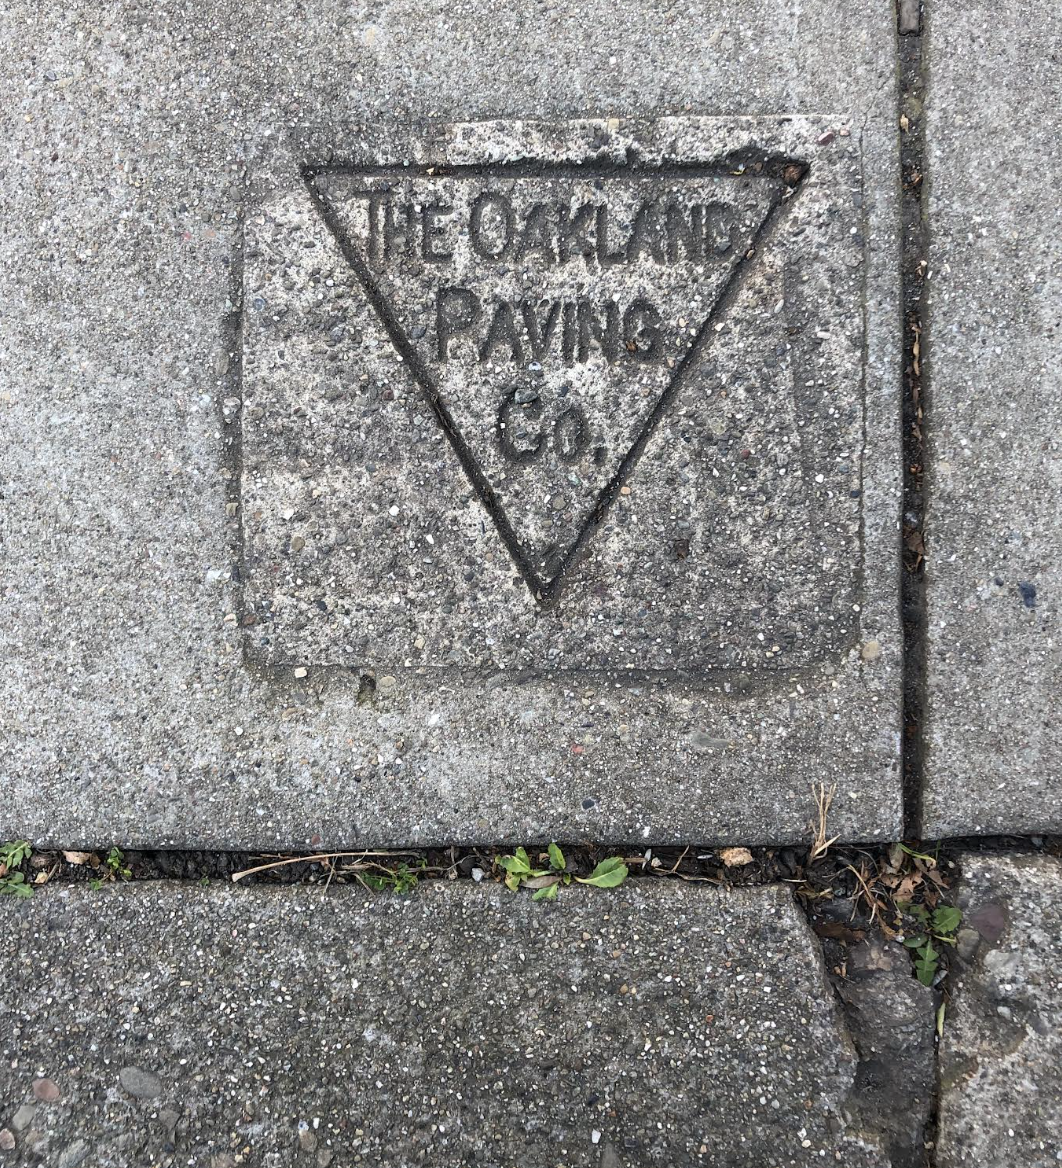 THE OAKLAND
PAVING
CO.